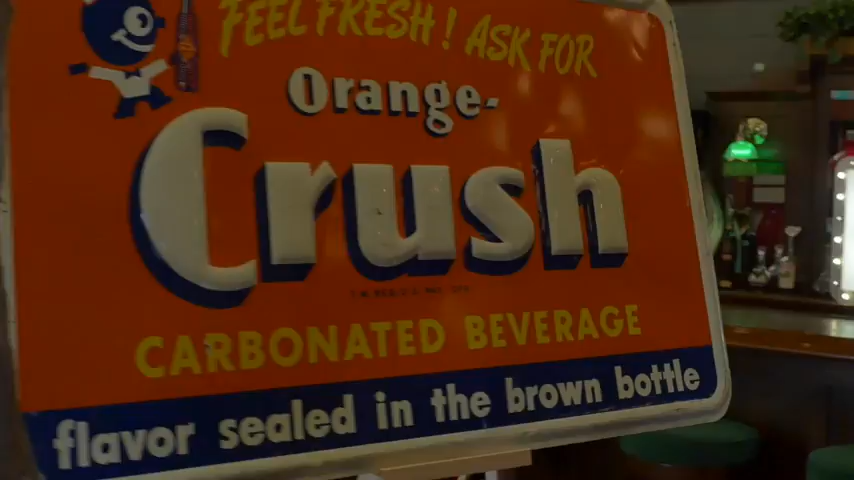 FEEL FRESH! ASK FOR
Orange-
Crush
CARBONATED BEVERAGE
flavor sealed in the brown bottle